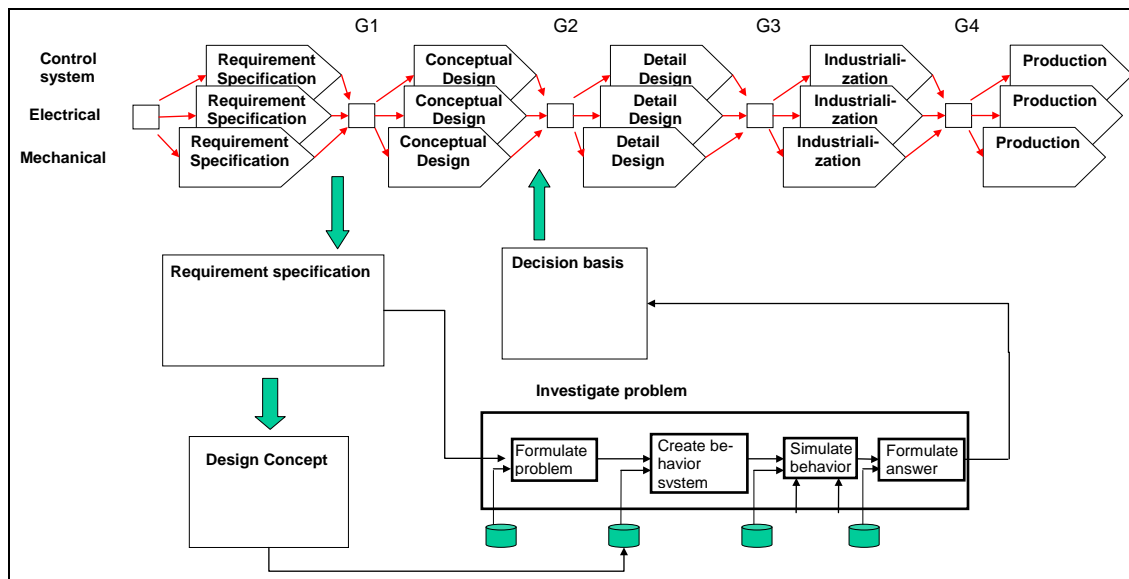 G1 G2 G3 G4
Control
system
Requirement
Specification
Conceptual
Design
Detail
Design
Industriali-
zation
Production
Electrical
Requirement
Specification
Conceptual
Design
Detail
Design
Industriali-
zation
Production
Mechanical
Requirement
Specification
Conceptual
Design
Detail
Design
Industriali-
zation
Production
Requirement specification
Decision basis
Investigate problem
Design Concept
Formulate
problem
Create be-
havior
system
Simulate
behavior
Formulate
answer